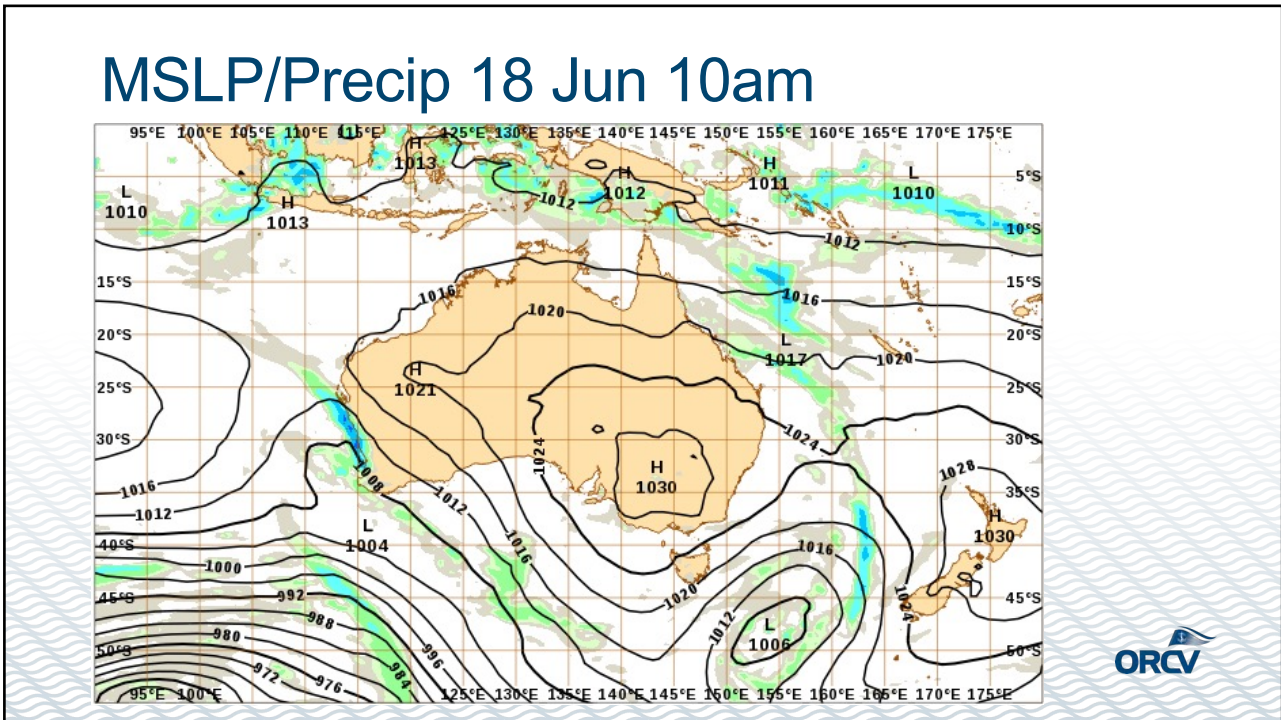 MSLP/Precip 18 Jun 10am
95°E 100°E 105°E 110°E 115°E 125°E 130°E 135°E 140°E 145°E 150°E 155°E 160°E 165°E 170°E 175°E
H
1013
H
1011
L
1010
H
1012
5°S
L
1010
H
1013
1012
10°S
1012
15°S
15°S
1016
1016
1020
20°S
20°S
L
1017
1020
H
1021
25°S
25°S
30°S
1024
1024
30°S
H
1030
1008
1028
1016
1012
35°S
1012
H
1030
L
1004
40°S
1016
1016
1000
992
1020
45°S
1024
45°S
988
1012
L
1006
980
996
50°S
50°S
972
976
984
95°E 100°E 125°E 130°E 135°E 140°E 145°E 150°E 155°E 160°E 165°E 170°E 175°E
ORCV